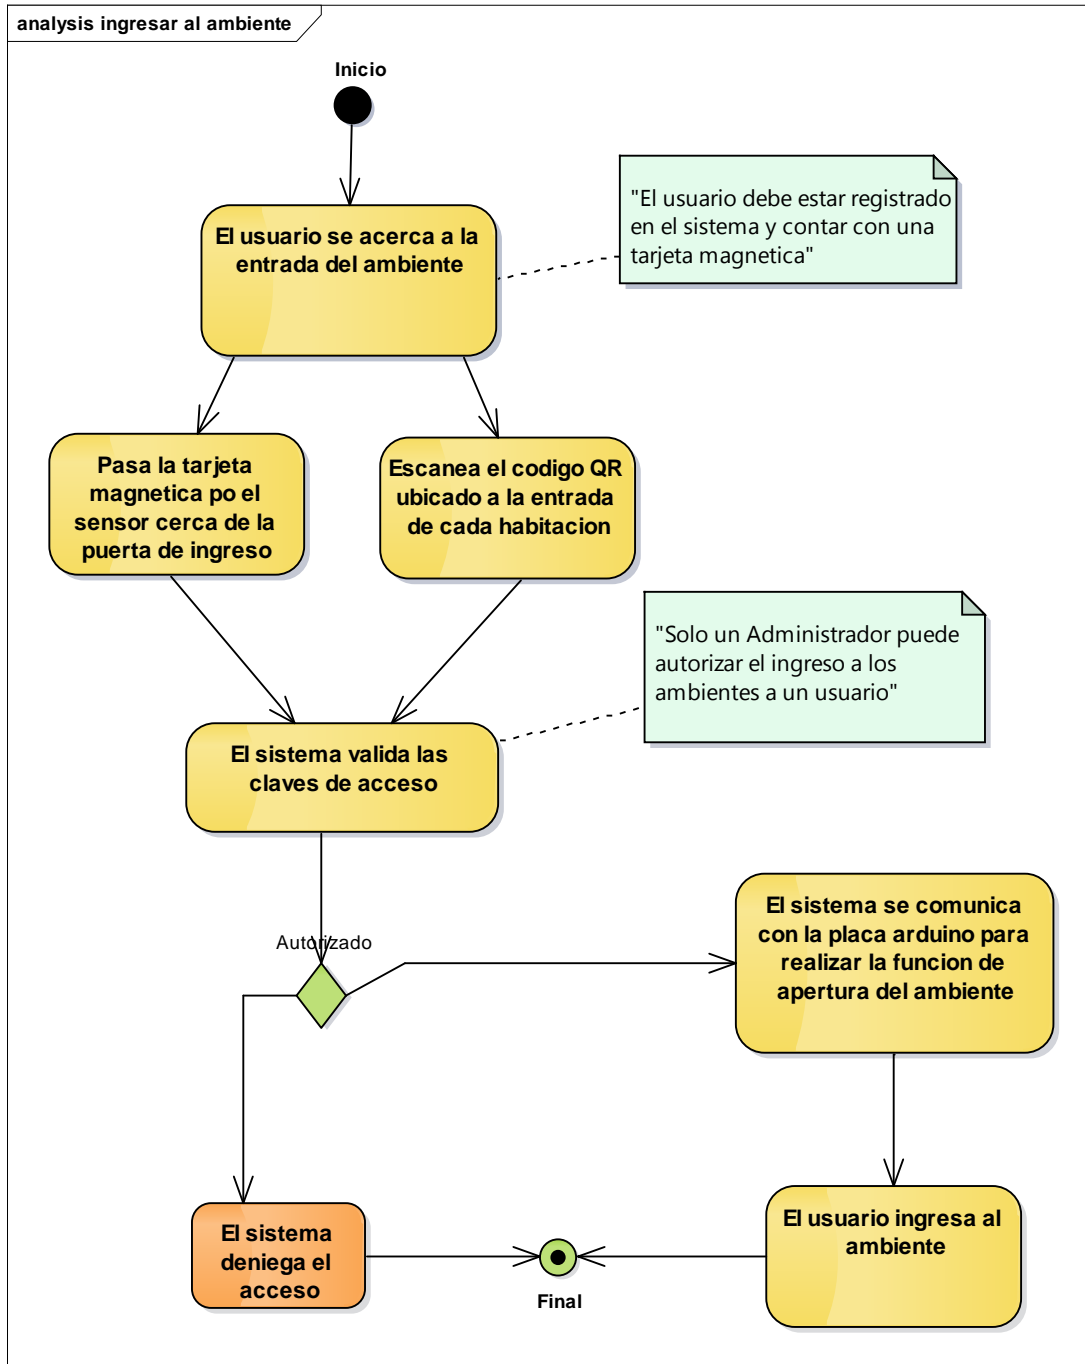 analysis ingresar al ambiente
Inicio
"El usuario debe estar registrado
en el sistema y contar con una
tarjeta magnetica"
El usuario se acerca a la
entrada del ambiente
Pasa la tarjeta
magnetica po el
sensor cerca de la
puerta de ingreso
Escanea el codigo QR
ubicado a la entrada
de cada habitacion
"Solo un Administrador puede
autorizar el ingreso a los
ambientes a un usuario"
El sistema valida las
claves de acceso
Autorizado
El sistema se comunica
con la placa arduino para
realizar la funcion de
apertura del ambiente
El sistema
deniega el
acceso
El usuario ingresa al
ambiente
Final